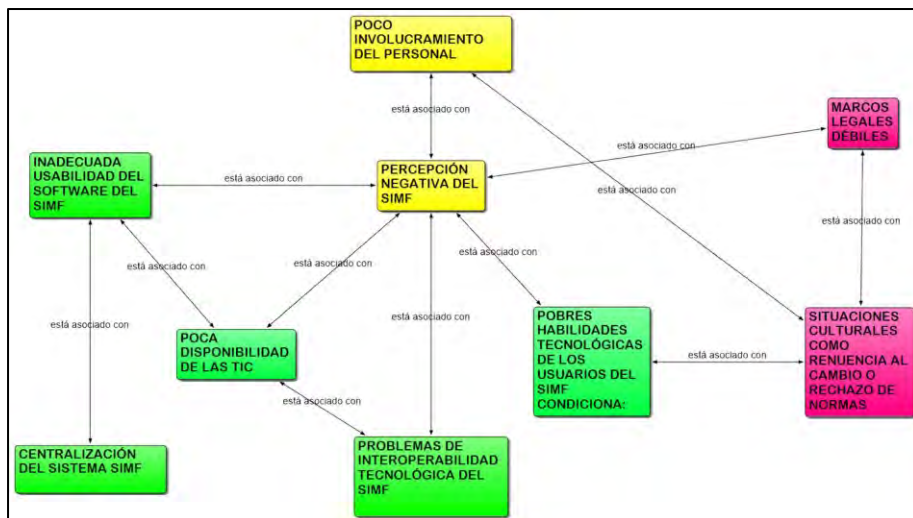 POCO
INVOLUCRAMIENTO
DEL PERSONAL
está asociado con
MARCOS
LEGALES
DÉBILES
está asociado con
está asociado con
INADECUADA
USABILIDAD DEL
SOFTWARE DEL
SIMF
está asociado con
PERCEPCIÓN
NEGATIVA DEL
SIMF
está asociado con
está asociado con
está asociado con
está asociado con
está asociado con
está asociado con
está asociado con
POCA
DISPONIBILIDAD
DE LAS TIC
POBRES
HABILIDADES
TECNOLÓGICAS
DE LOS
USUARIOS DEL
SIMF
CONDICIONA:
está asociado con
SITUACIONES
CULTURALES
COMO
RENUENCIA AL
CAMBIO O
RECHAZO DE
NORMAS
está asociado con
CENTRALIZACIÓN
DEL SISTEMA SIMF
PROBLEMAS DE
INTEROPERABILIDAD
TECNOLÓGICA DEL
SIMF